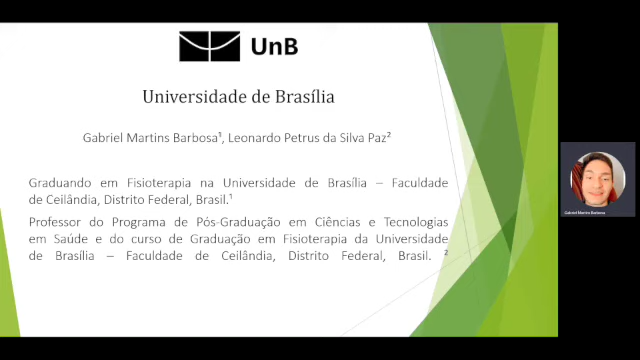 UnB
Universidade de Brasília
Gabriel Martins Barbosa¹, Leonardo Petrus da Silva Paz²
Graduando em Fisioterapia na Universidade de Brasília – Faculdade
de Ceilândia, Distrito Federal, Brasil.¹
Professor do Programa de Pós-Graduação em Ciências e Tecnologias
em Saúde e do curso de Graduação em Fisioterapia da Universidade
de Brasília – Faculdade de Ceilândia, Distrito Federal, Brasil. ²
Gabriel Martins Barbosa